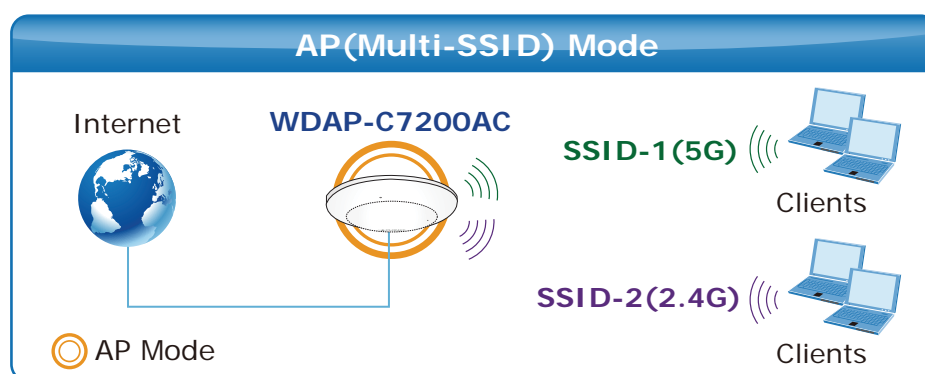 AP(Multi-SSID) Mode
Internet
WDAP-C7200AC
SSID-1(5G)
Clients
SSID-2(2.4G)
Clients
AP Mode